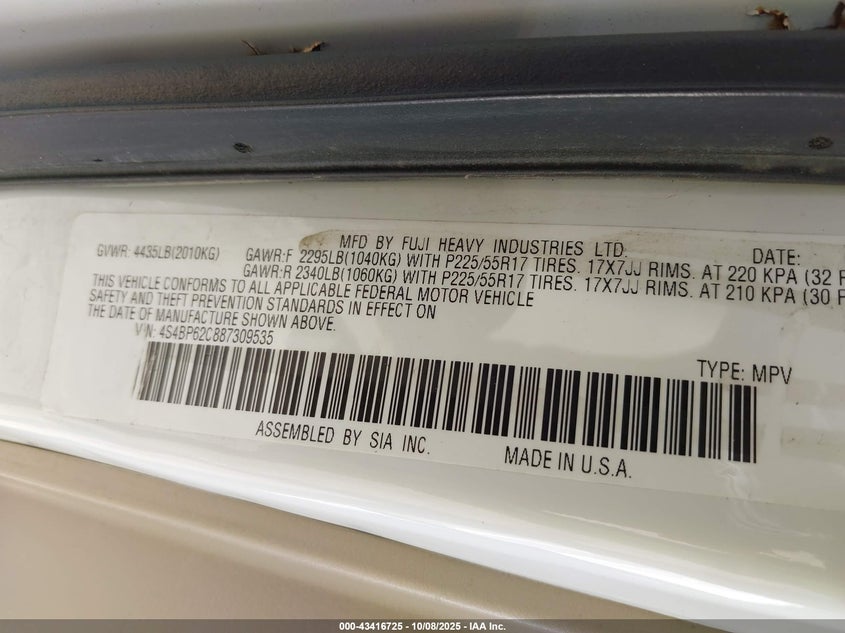 MFD BY FUJI HEAVY INDUSTRIES LTD. DATE:
GVWR: 4435LB(2010KG) GAWR:F 2295LB(1040KG) WITH P225/55R17 TIRES. 17X7JJ RIMS. AT 220 KPA (32
GAWR:R 2340LB(1060KG) WITH P225/55R17 TIRES. 17X7JJ RIMS. AT 210 KPA (30
THIS VEHICLE CONFORMS TO ALL APPLICABLE FEDERAL MOTOR VEHICLE
SAFETY AND THEFT PREVENTION STANDARDS IN EFFECT ON
THE DATE OF MANUFACTURE SHOWN ABOVE.
VIN: 4S4BP62C887309535
TYPE: MPV
ASSEMBLED BY SIA INC.
MADE IN U.S.A.
000-43416725 - 10/08/2025 - IAA Inc.